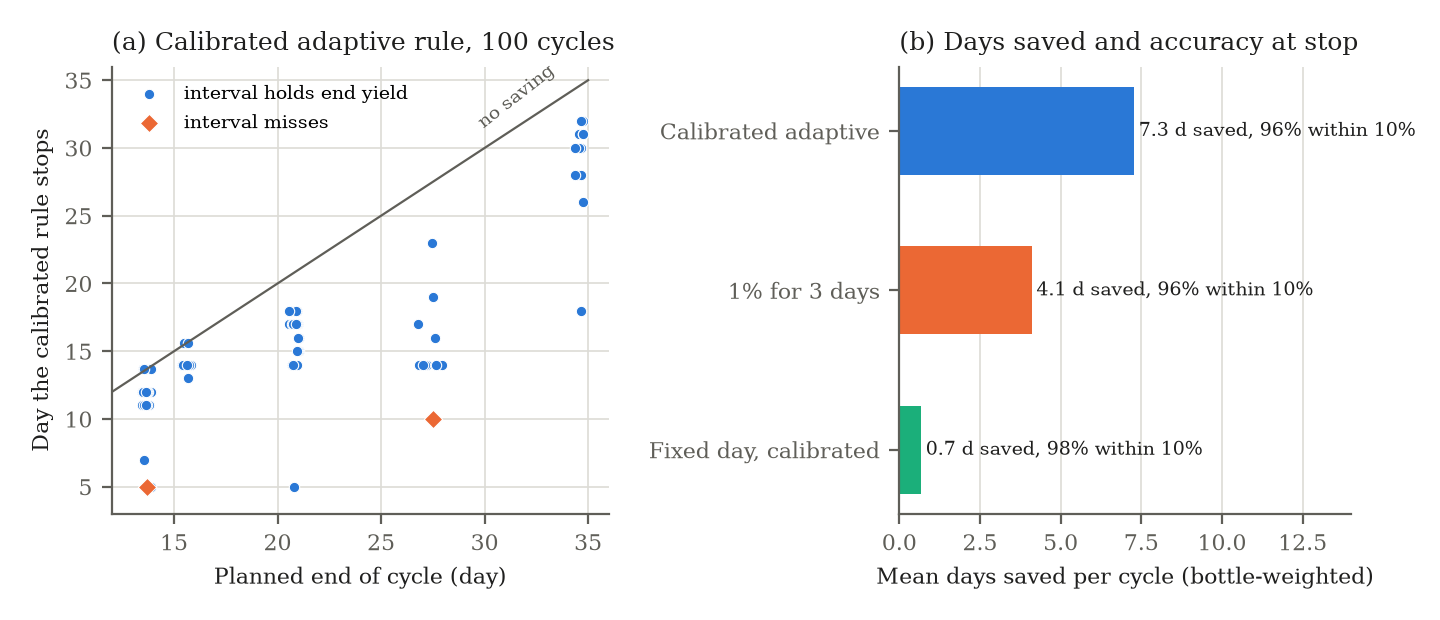 (a) Calibrated adaptive rule, 100 cycles
Day the calibrated rule stops
35
30
25
20
15
10
5
interval holds end yield
interval misses
no saving
15
20
25
30
35
Planned end of cycle (day)
(b) Days saved and accuracy at stop
Calibrated adaptive
7.3 d saved, 96% within 10%
1% for 3 days
4.1 d saved, 96% within 10%
Fixed day, calibrated
0.7 d saved, 98% within 10%
0.0
2.5
5.0
7.5
10.0
12.5
Mean days saved per cycle (bottle-weighted)